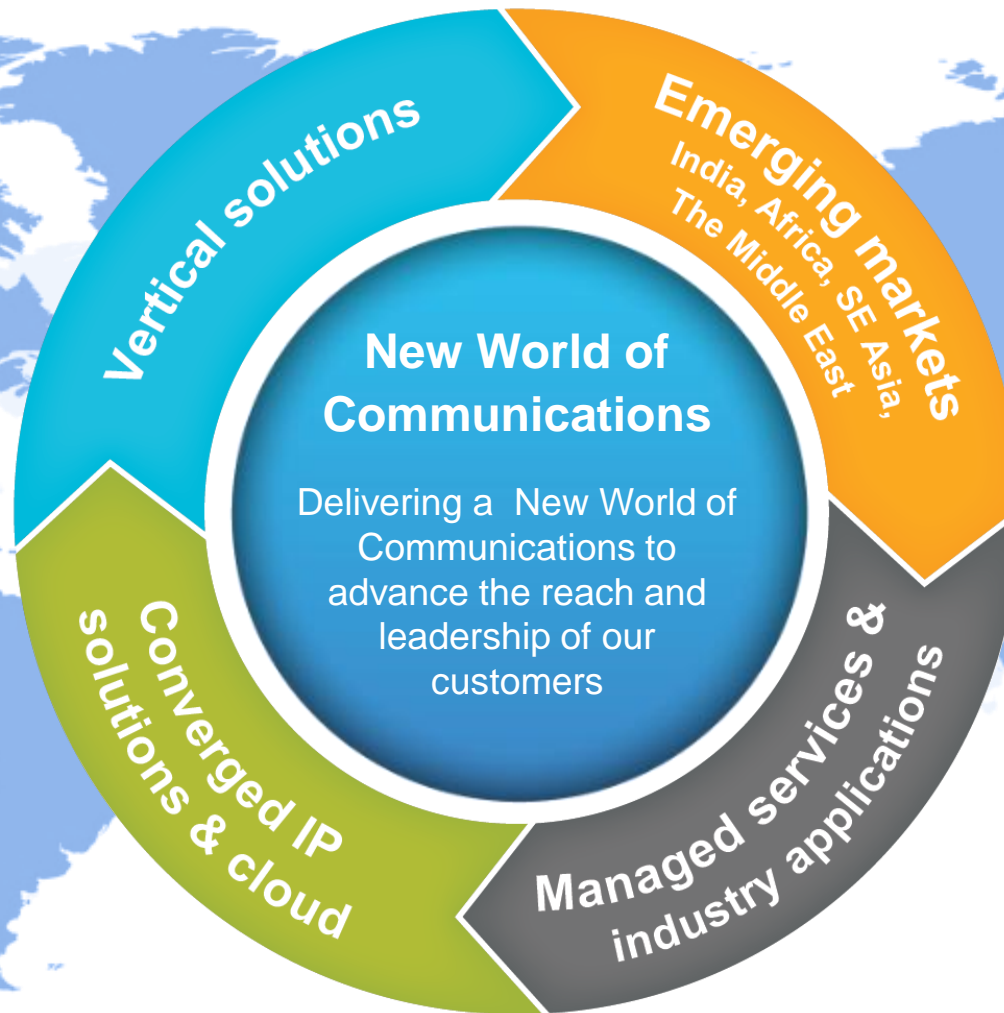 Vertical solutions
Emerging markets
India, Africa, SE Asia,
The Middle East
New World of
Communications
Delivering a  New World of
Communications to
advance the reach and
leadership of our
customers
Converged IP
solutions & cloud
Managed services &
industry applications